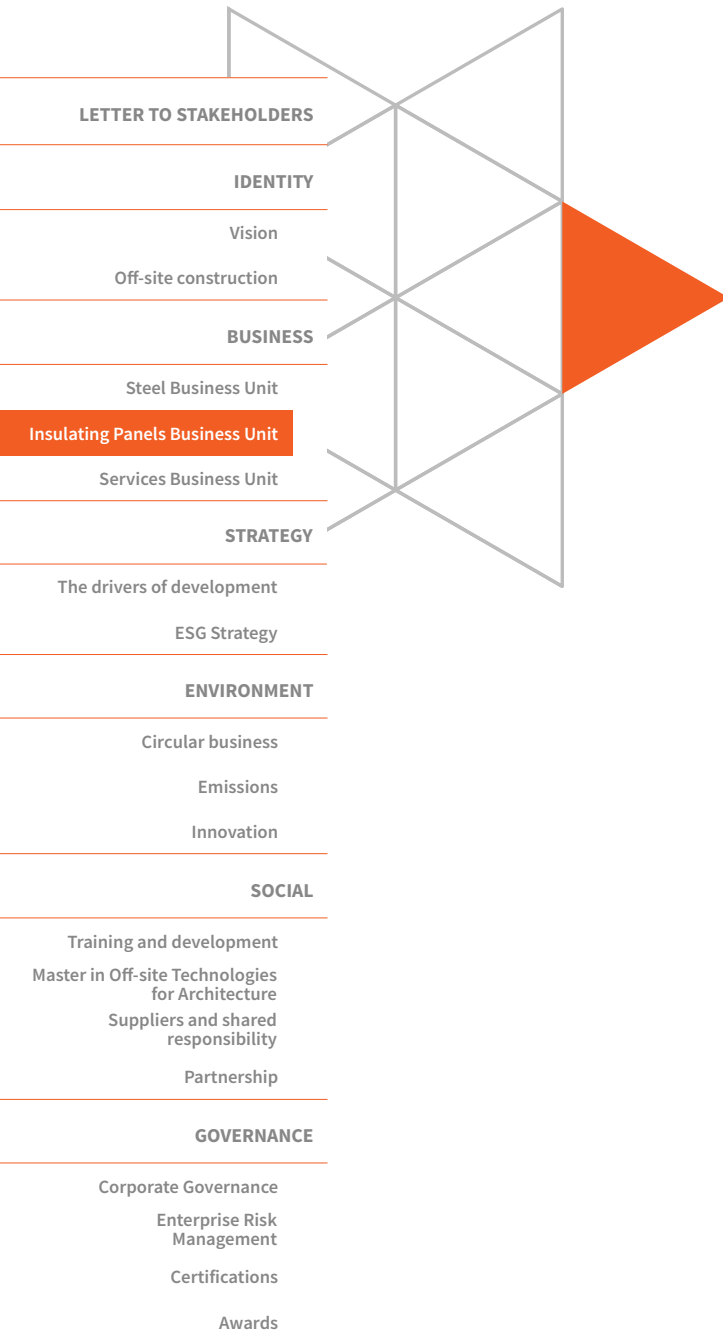 LETTER TO STAKEHOLDERS
IDENTITY
Vision
Off-site construction
BUSINESS
Steel Business Unit
Insulating Panels Business Unit
Services Business Unit
STRATEGY
The drivers of development
ESG Strategy
ENVIRONMENT
Circular business
Emissions
Innovation
SOCIAL
Training and development
Master in Off-site Technologies
for Architecture
Suppliers and shared
responsibility
Partnership
GOVERNANCE
Corporate Governance
Enterprise Risk
Management
Certifications
Awards